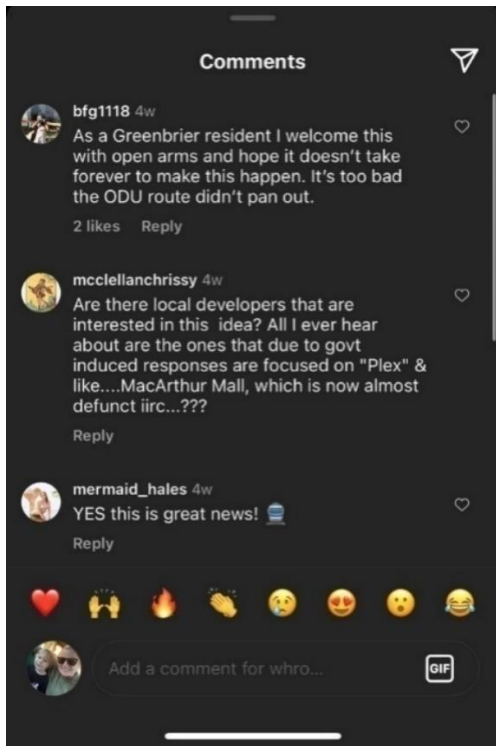 Comments
bfg1118 4w
As a Greenbrier resident I welcome this
with open arms and hope it doesn't take
forever to make this happen. It's too bad
the ODU route didn't pan out.
2 likes Reply
mcclellanchrissy 4w
Are there local developers that are
interested in this idea? All I ever hear
about are the ones that due to govt
induced responses are focused on "Plex" &
like....MacArthur Mall, which is now almost
defunct iirc...???
Reply
mermaid_hales 4w
YES this is great news! 🚆
Reply
❤️ 🙌 🔥 👏 😢 😍 😮 😂
Add a comment for whro...
GIF